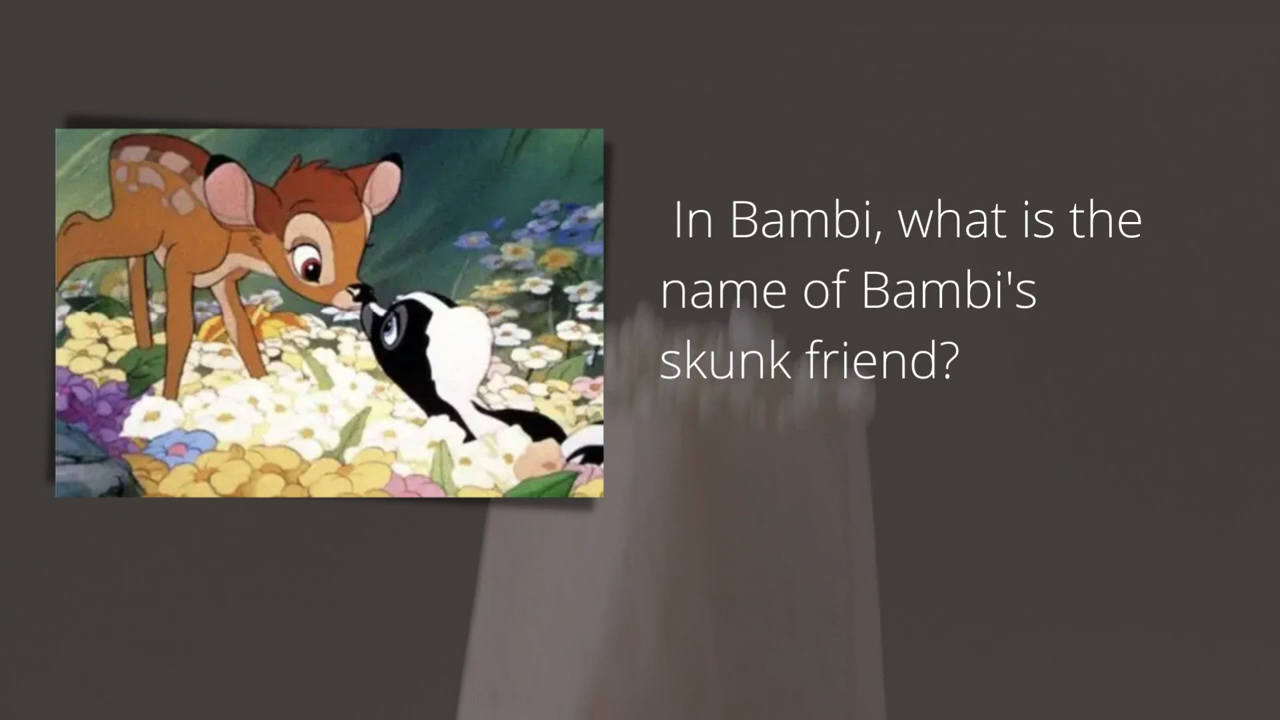 In Bambi, what is the
name of Bambi's
skunk friend?